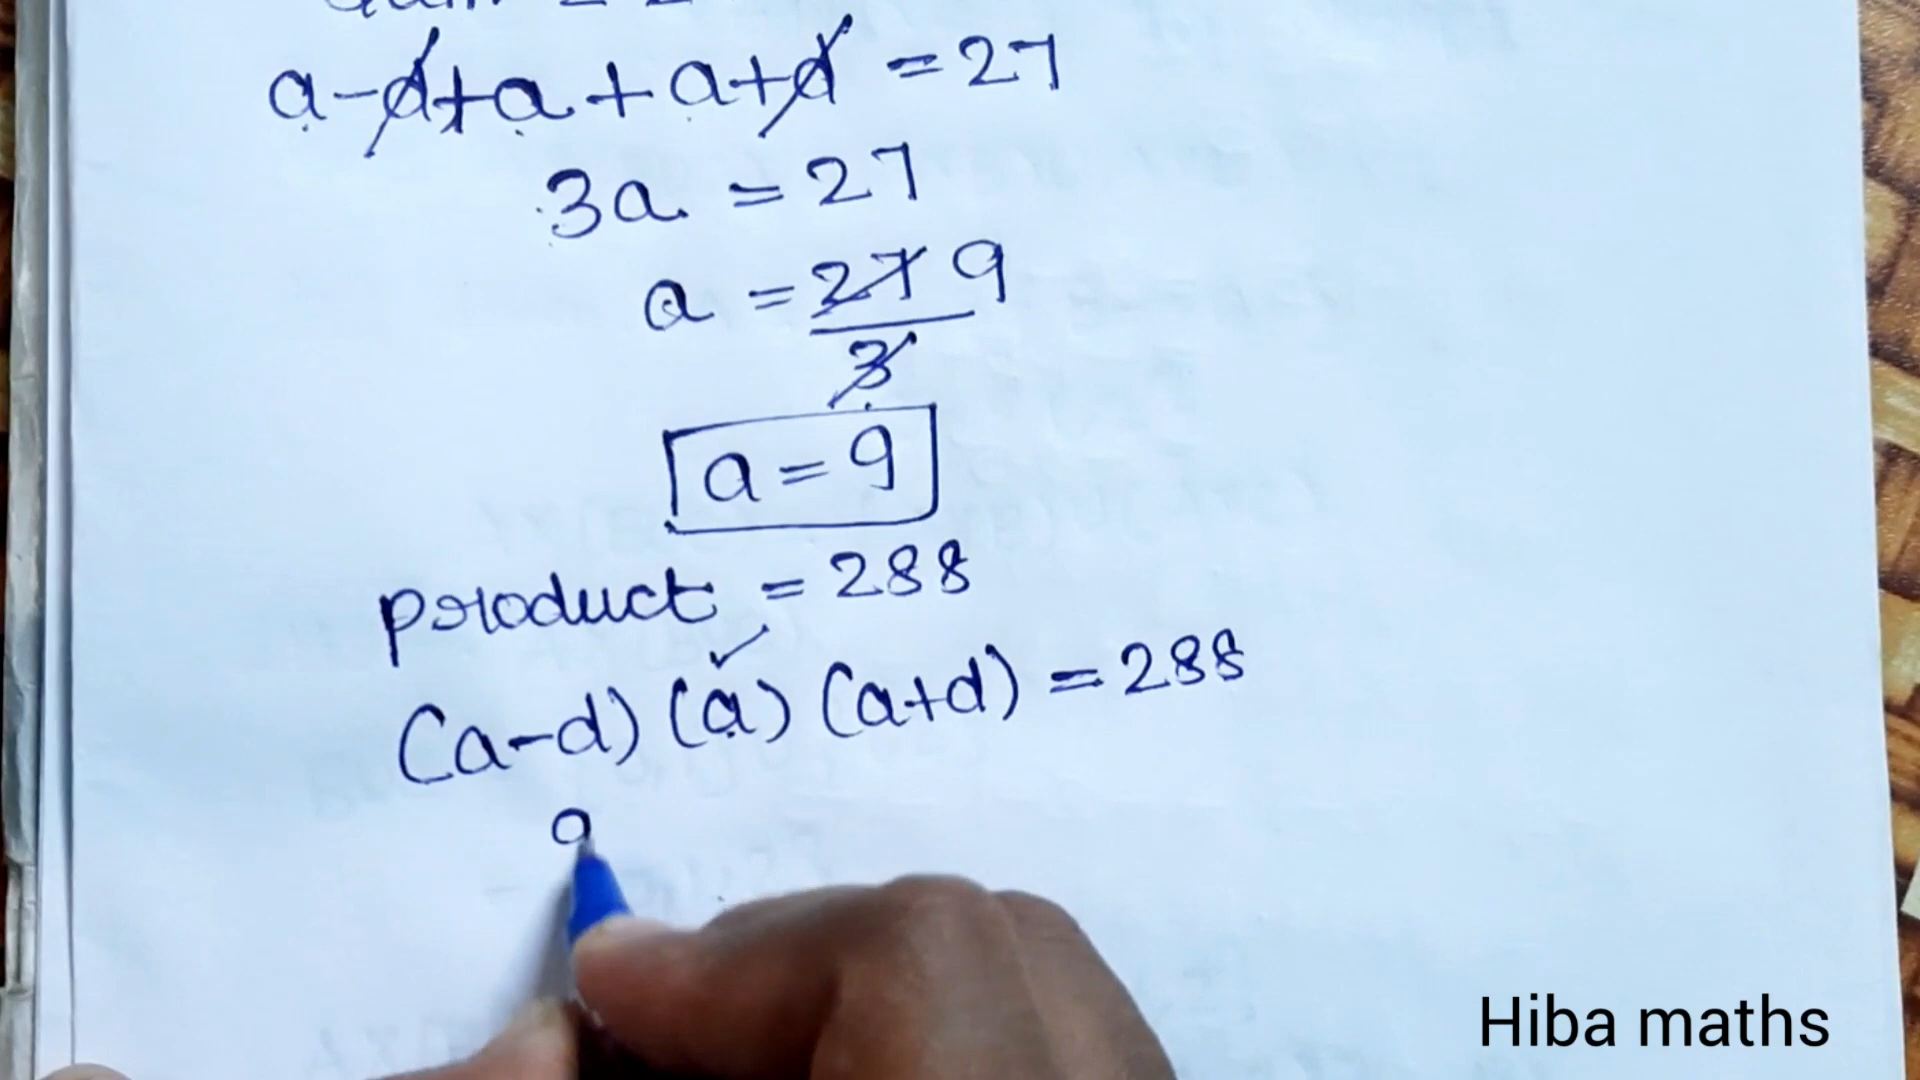 a-d+a+a+d = 27
3a = 27
a = 27 9
3
a = 9
product = 288
(a-d) (a) (a+d) = 288
9
Hiba maths